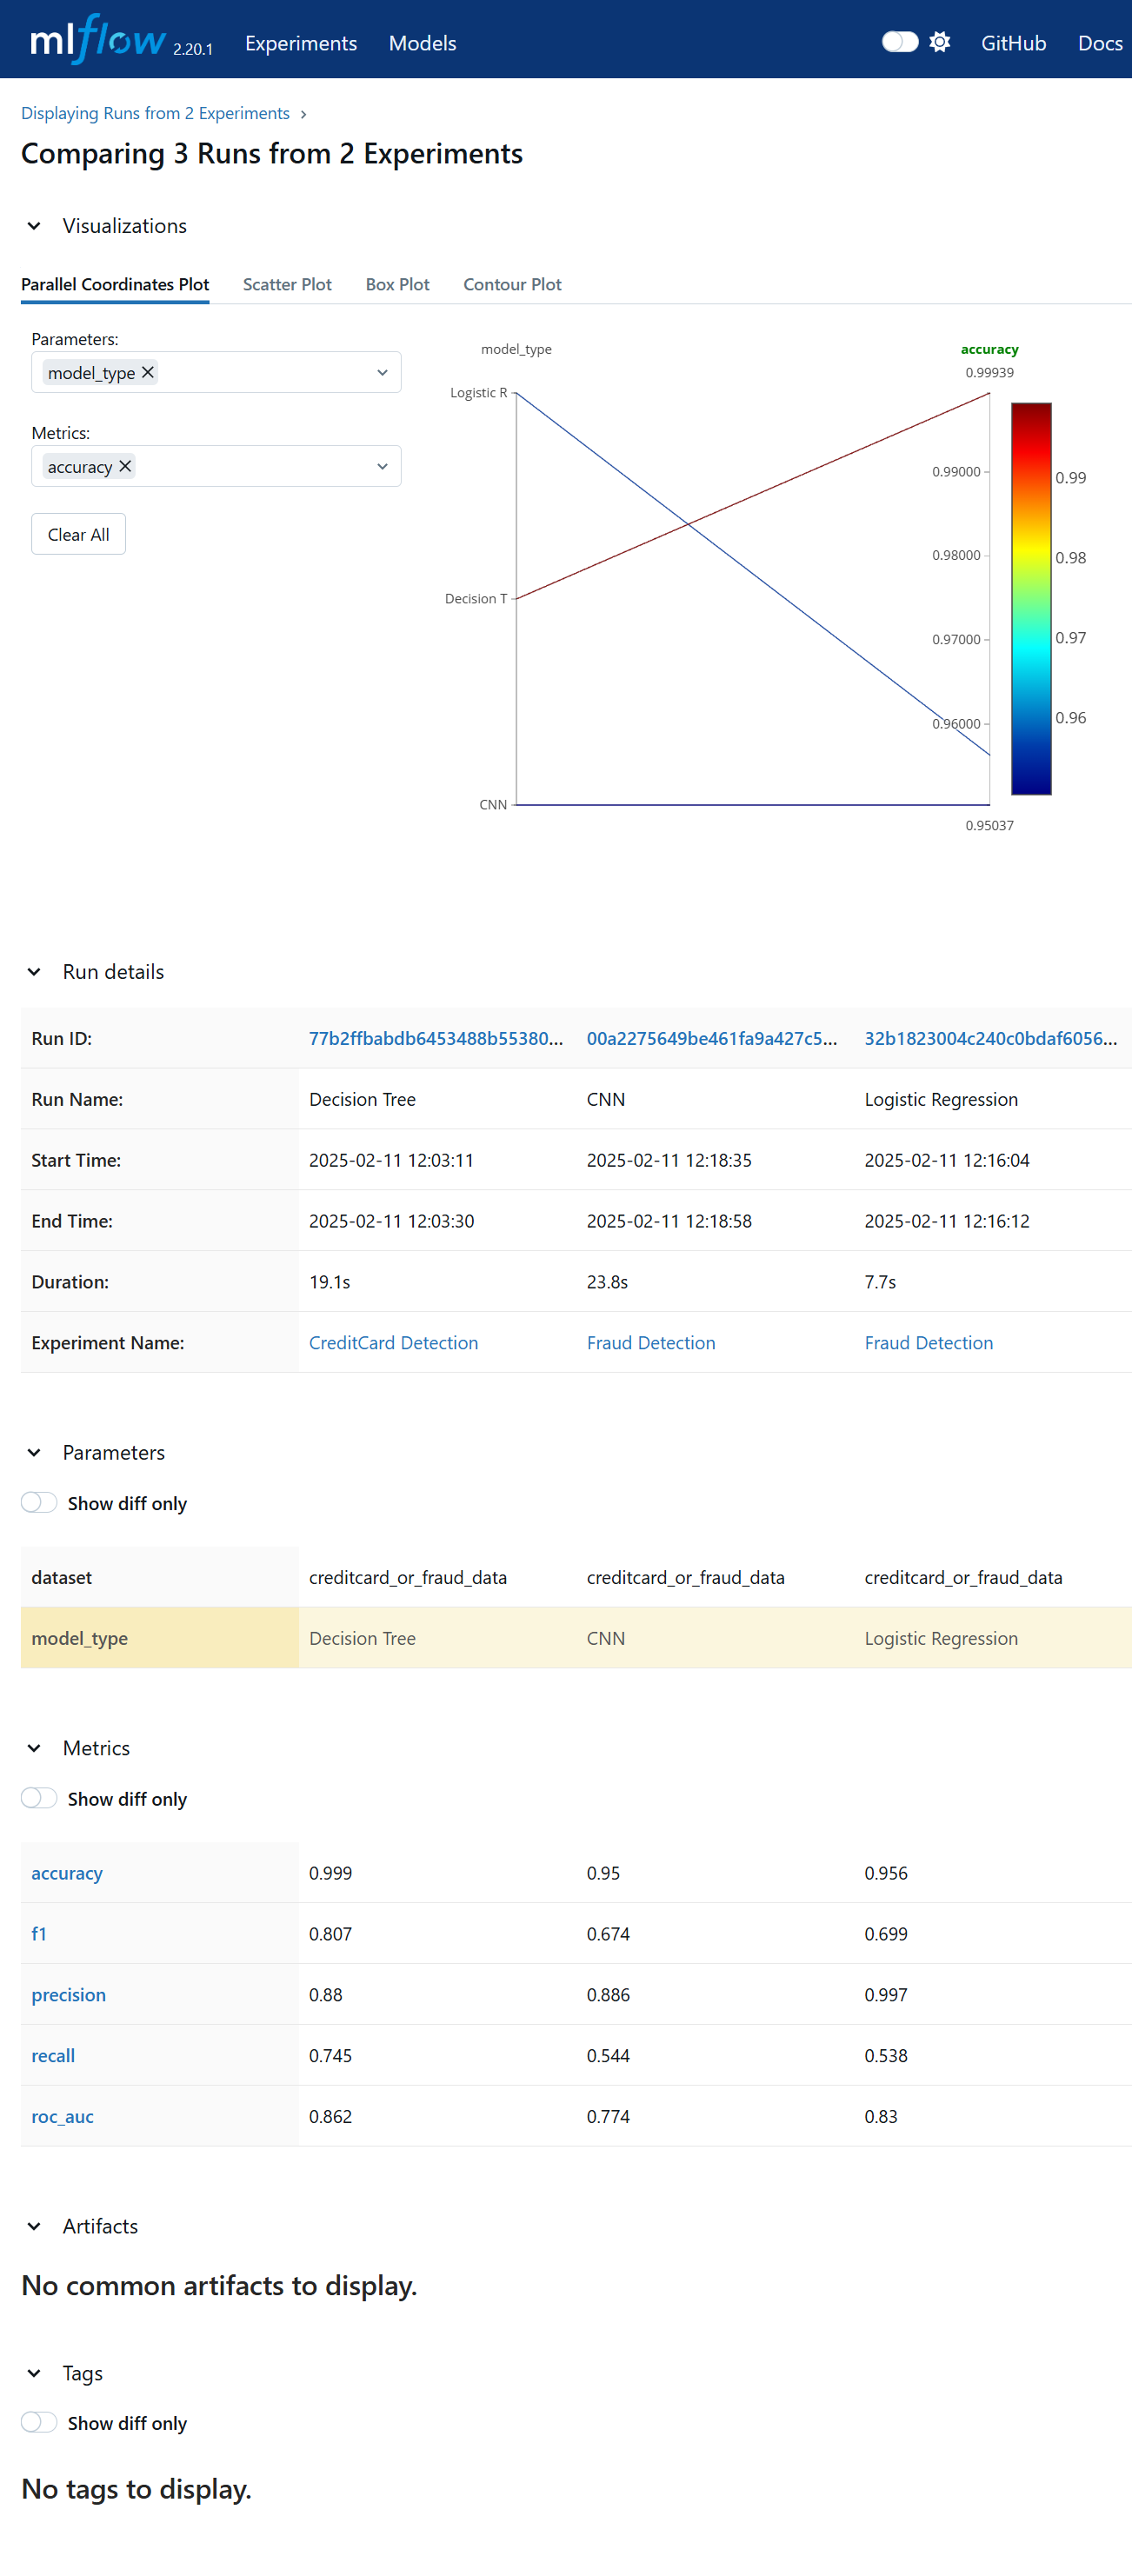 mlflow 2.20.1 Experiments Models GitHub Docs
Displaying Runs from 2 Experiments
Comparing 3 Runs from 2 Experiments
Visualizations
Parallel Coordinates Plot Scatter Plot Box Plot Contour Plot
Parameters:
model_type
Metrics:
accuracy
Clear All
model_type accuracy
0.99939
Logistic R
0.99000 0.99
0.98000 0.98
Decision T
0.97000 0.97
0.96000 0.96
CNN
0.95037
Run details
Run ID: 77b2ffbabdb6453488b55380... 00a2275649be461fa9a427c5... 32b1823004c240c0bdaf6056...
Run Name: Decision Tree CNN Logistic Regression
Start Time: 2025-02-11 12:03:11 2025-02-11 12:18:35 2025-02-11 12:16:04
End Time: 2025-02-11 12:03:30 2025-02-11 12:18:58 2025-02-11 12:16:12
Duration: 19.1s 23.8s 7.7s
Experiment Name: CreditCard Detection Fraud Detection Fraud Detection
Parameters
Show diff only
dataset creditcard_or_fraud_data creditcard_or_fraud_data creditcard_or_fraud_data
model_type Decision Tree CNN Logistic Regression
Metrics
Show diff only
accuracy 0.999 0.95 0.956
f1 0.807 0.674 0.699
precision 0.88 0.886 0.997
recall 0.745 0.544 0.538
roc_auc 0.862 0.774 0.83
Artifacts
No common artifacts to display.
Tags
Show diff only
No tags to display.